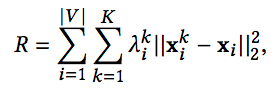 $R = \sum_{i=1}^{|V|} \sum_{k=1}^{K} \lambda_i^k ||\mathbf{x}_i^k - \mathbf{x}_i||_2^2,$